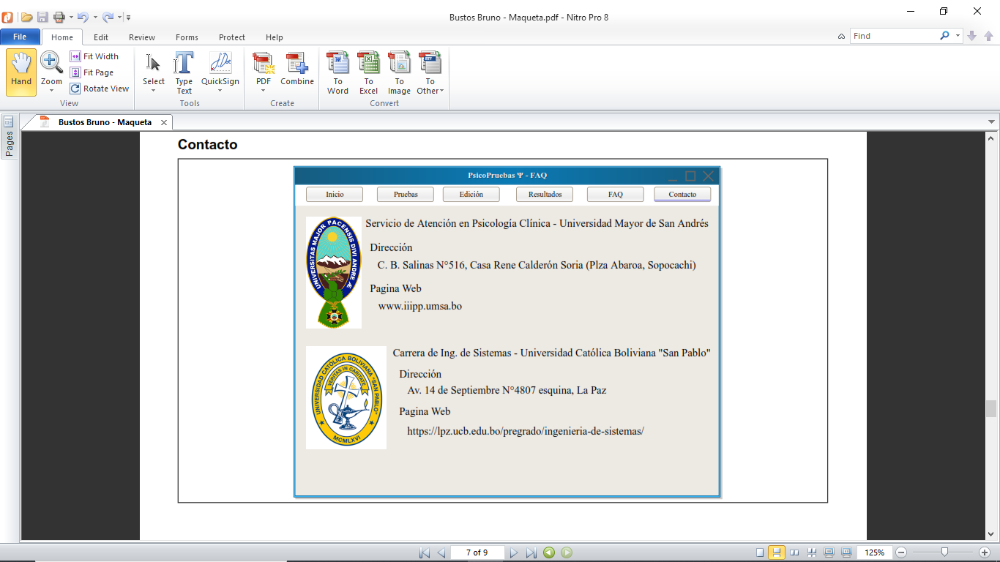 Bustos Bruno - Maqueta.pdf - Nitro Pro 8
File Home Edit Review Forms Protect Help
Find
Hand
Zoom
Fit Width
Fit Page
Rotate View
View
Select
Type Text
QuickSign
Tools
PDF
Combine
Create
To Word
To Excel
To Image
To Other
Convert
Bustos Bruno - Maqueta
Pages
Contacto
PsicoPruebas Ψ - FAQ
Inicio Pruebas Edición Resultados FAQ Contacto
UNIVERSITAS MAJOR PACENSIS DIVI ANDRE Æ
Servicio de Atención en Psicología Clínica - Universidad Mayor de San Andrés
Dirección
C. B. Salinas N°516, Casa Rene Calderón Soria (Plza Abaroa, Sopocachi)
Pagina Web
www.iiipp.umsa.bo
UNIVERSIDAD CATÓLICA BOLIVIANA "SAN PABLO"
VERITAS IN CARITATE
MCMLXVI
Carrera de Ing. de Sistemas - Universidad Católica Boliviana "San Pablo"
Dirección
Av. 14 de Septiembre N°4807 esquina, La Paz
Pagina Web
https://lpz.ucb.edu.bo/pregrado/ingenieria-de-sistemas/
7 of 9
125%